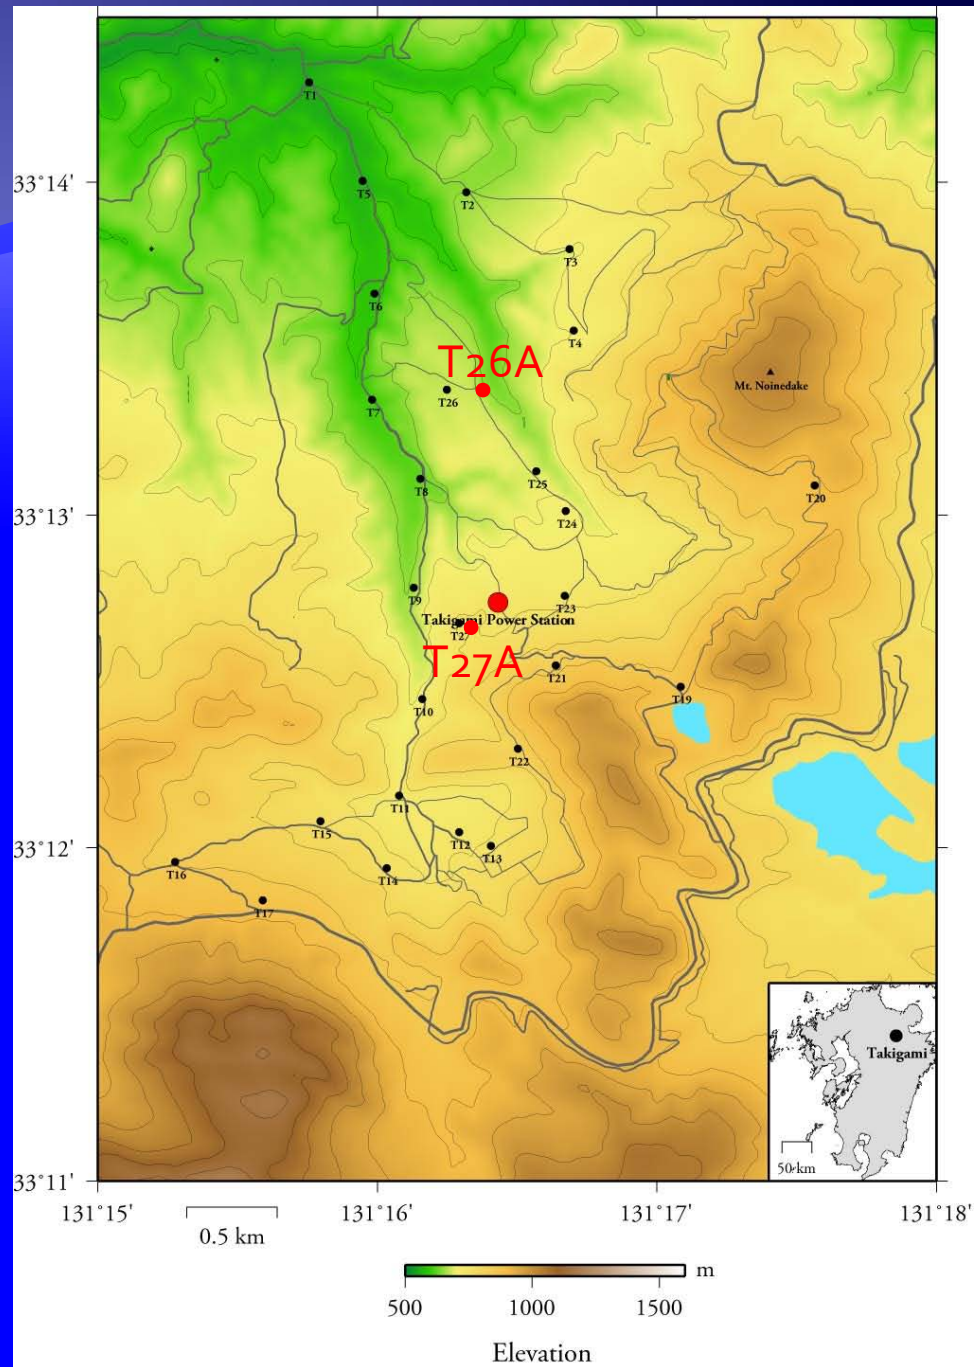 T1
33°14'
T5
T2
T3
T6
T4
T26A
Mt. Noinedake
T26
T7
T8
T25
T20
33°13'
T24
T9
T23
Takigami Power Station
T27A
T21
T19
T10
T22
T11
T15
T12
33°12'
T13
T16
T14
T17
Takigami
50 km
33°11'
131°15'
131°16'
131°17'
131°18'
0.5 km
m
500
1000
1500
Elevation